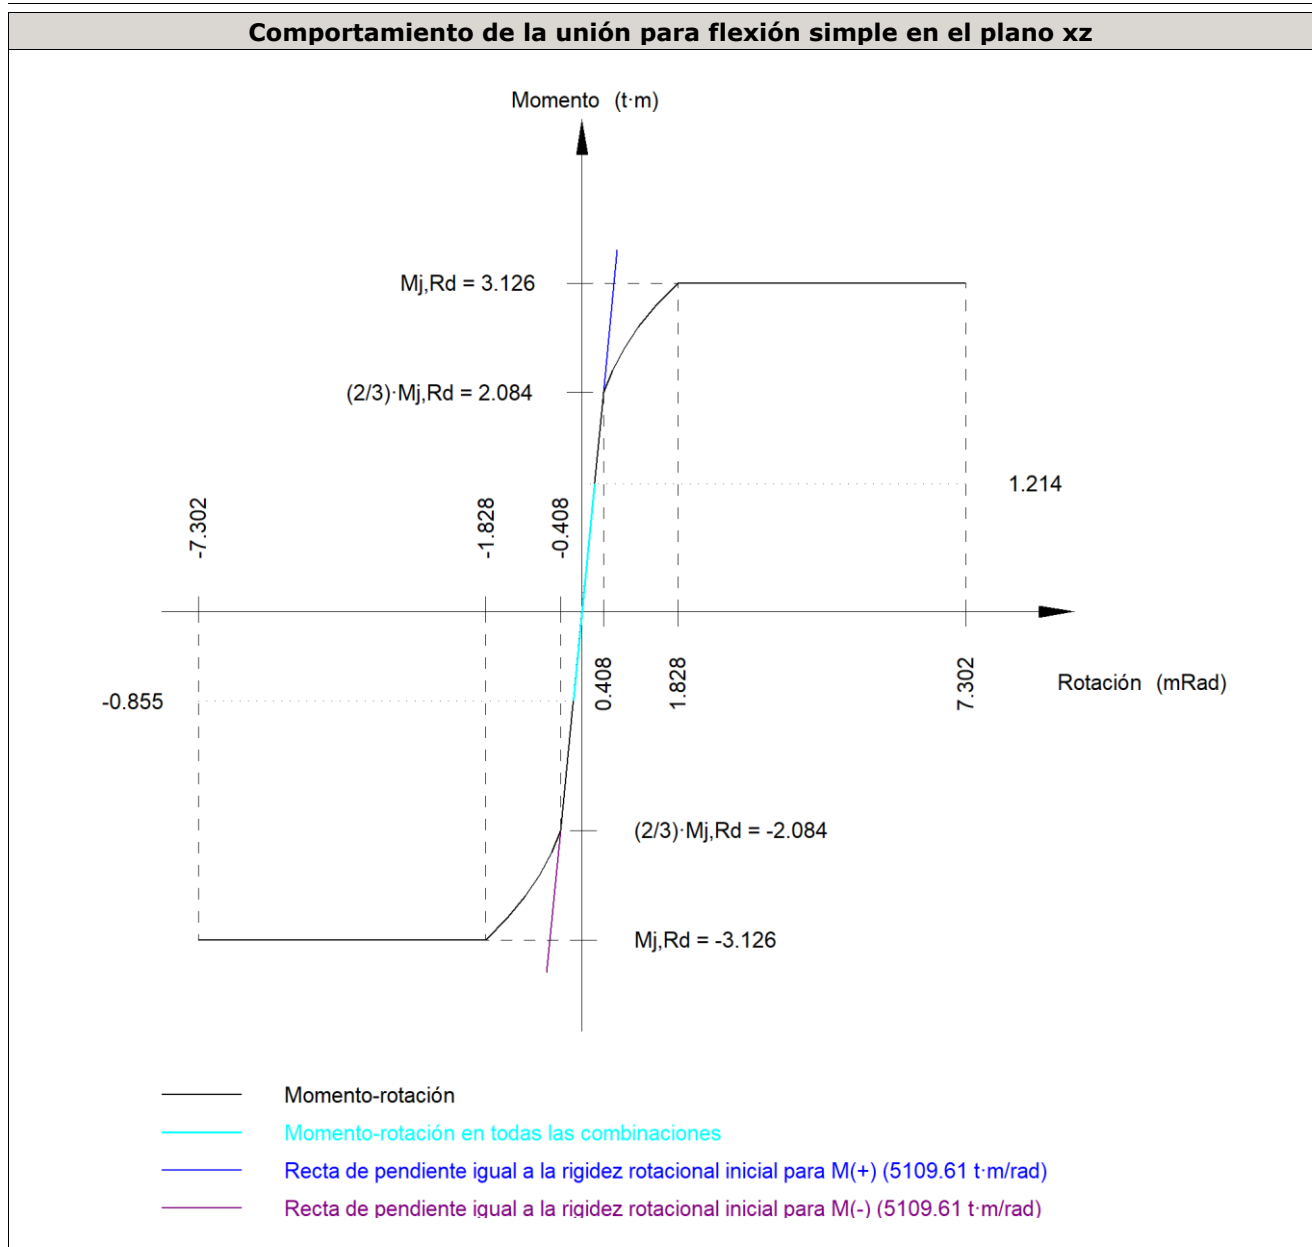 Comportamiento de la unión para flexión simple en el plano xz
Momento (t·m)
Mj,Rd = 3.126
(2/3)·Mj,Rd = 2.084
1.214
-7.302
-1.828
-0.408
0.408
1.828
7.302
Rotación (mRad)
-0.855
(2/3)·Mj,Rd = -2.084
Mj,Rd = -3.126
Momento-rotación
Momento-rotación en todas las combinaciones
Recta de pendiente igual a la rigidez rotacional inicial para M(+) (5109.61 t·m/rad)
Recta de pendiente igual a la rigidez rotacional inicial para M(-) (5109.61 t·m/rad)